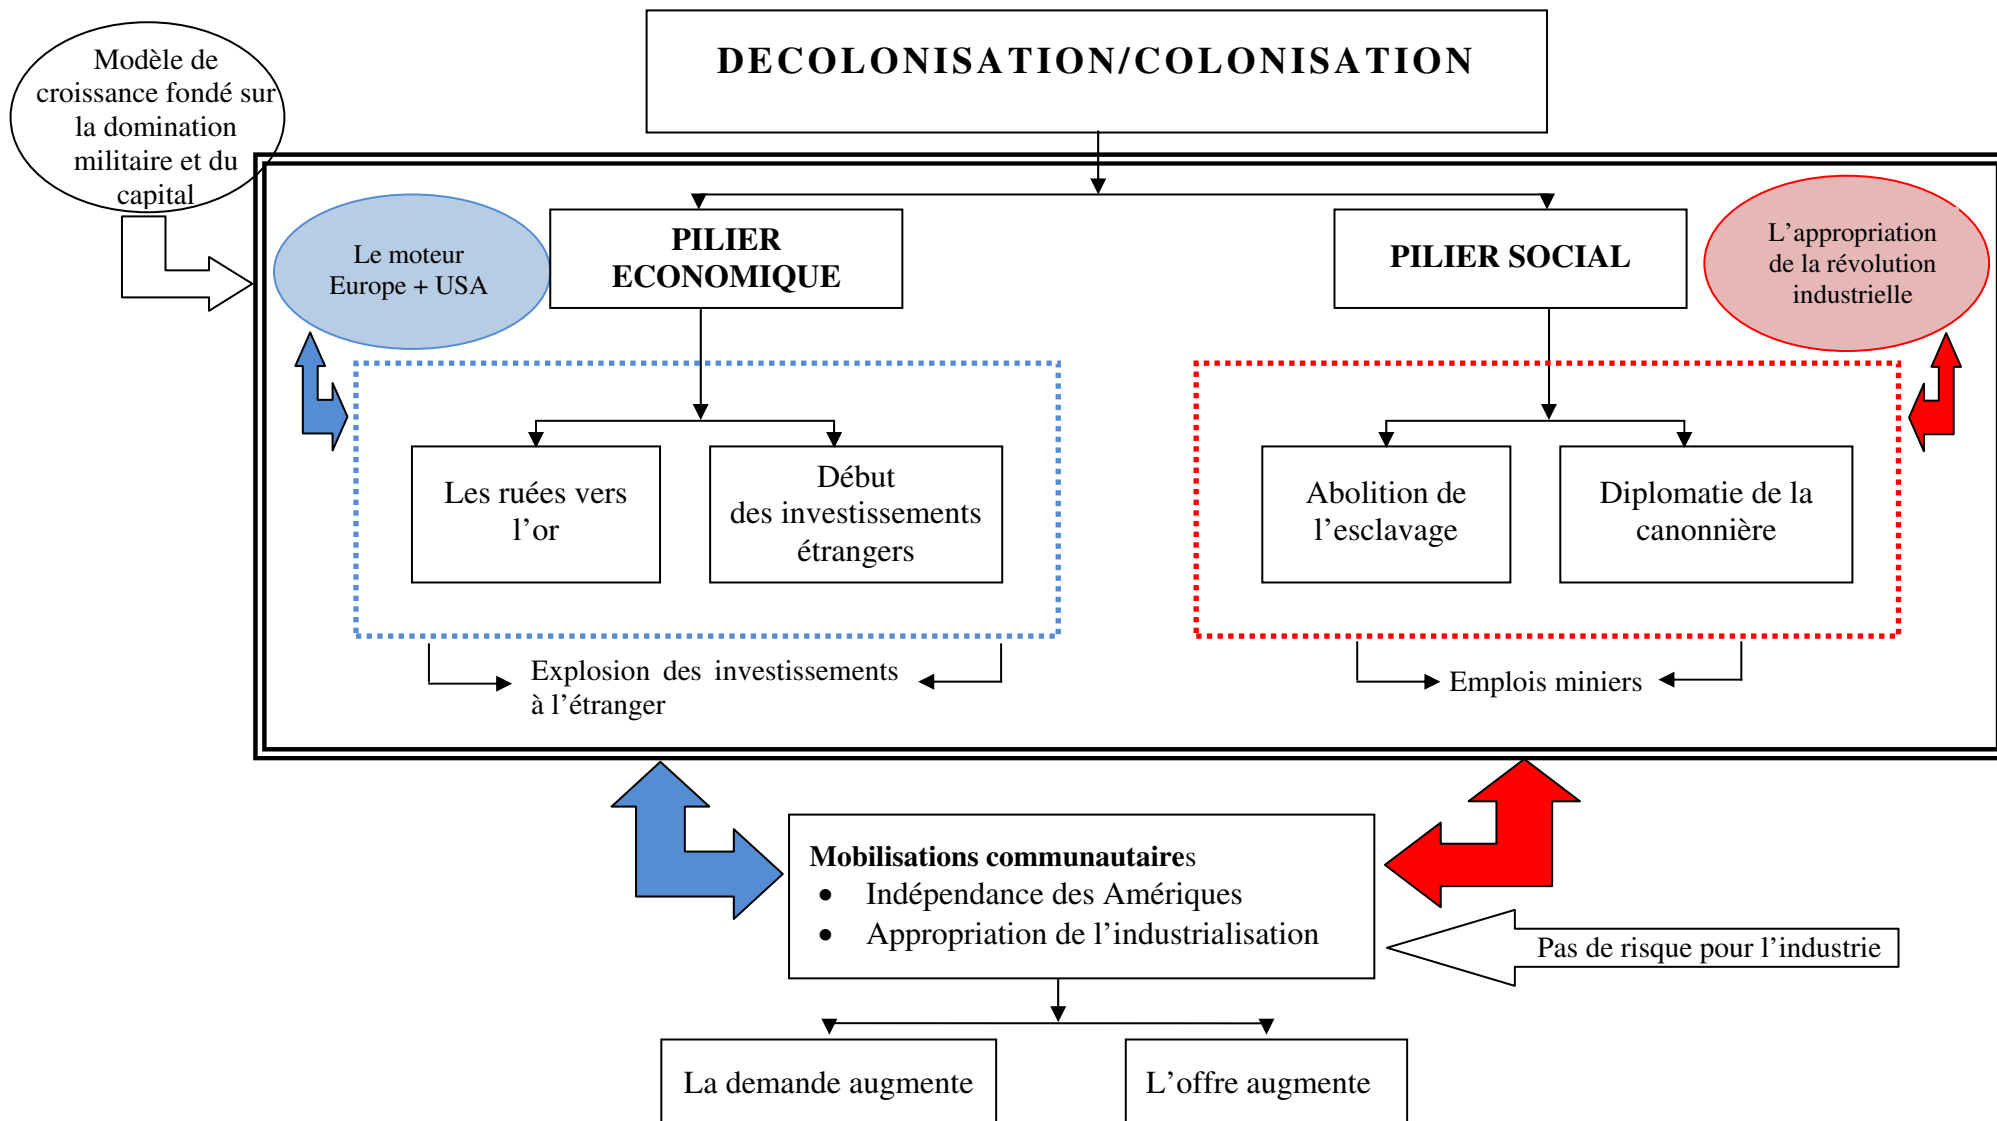 DECOLONISATION/COLONISATION
Modèle de
croissance fondé sur
la domination
militaire et du
capital
Le moteur
Europe + USA
PILIER
ECONOMIQUE
PILIER SOCIAL
L’appropriation
de la révolution
industrielle
Les ruées vers
l’or
Début
des investissements
étrangers
Abolition de
l’esclavage
Diplomatie de la
canonnière
Explosion des investissements
à l’étranger
Emplois miniers
Mobilisations communautaires
• Indépendance des Amériques
• Appropriation de l’industrialisation
Pas de risque pour l’industrie
La demande augmente
L’offre augmente